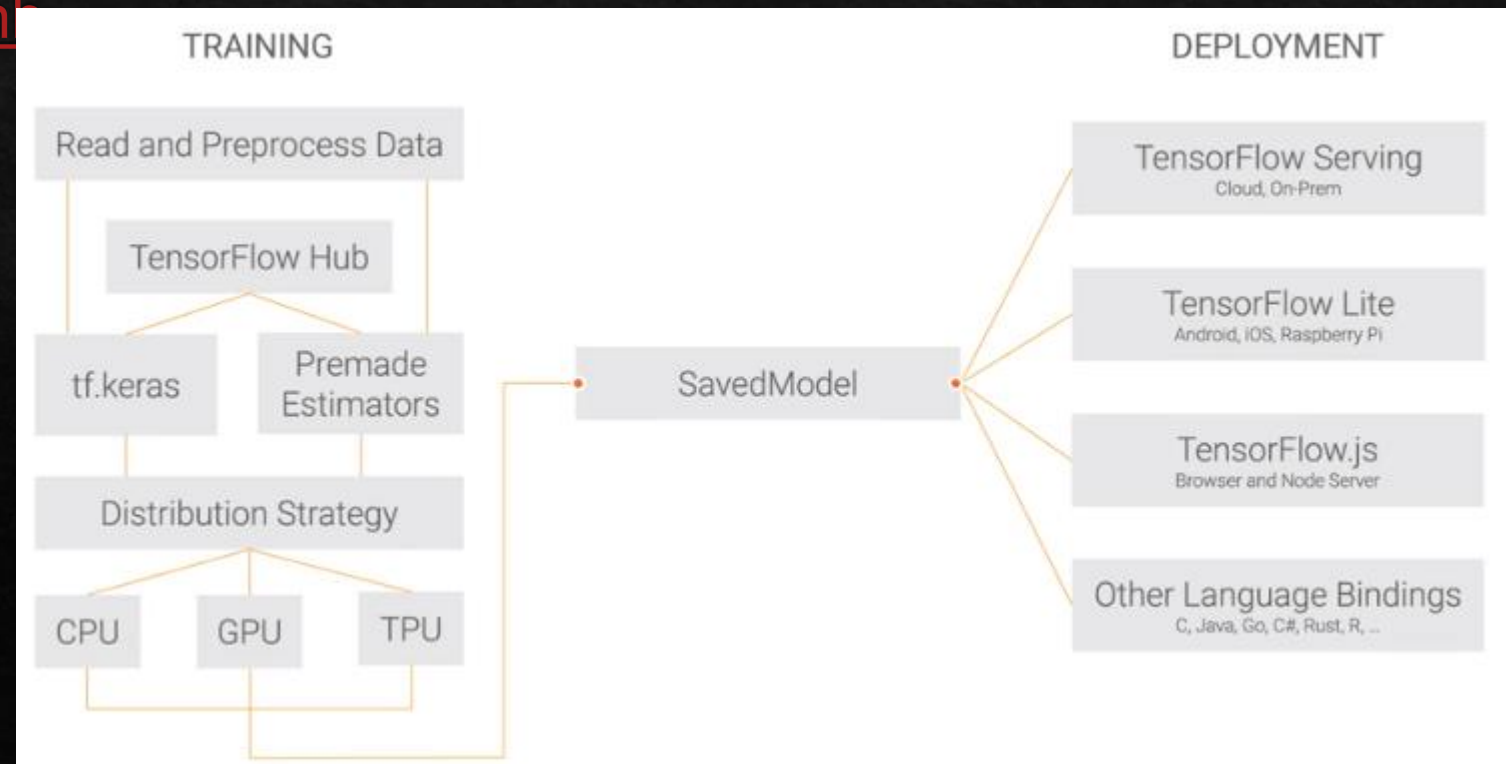 TRAINING
DEPLOYMENT
Read and Preprocess Data
TensorFlow Hub
tf.keras
Premade
Estimators
Distribution Strategy
CPU
GPU
TPU
SavedModel
TensorFlow Serving
Cloud, On-Prem
TensorFlow Lite
Android, iOS, Raspberry Pi
TensorFlow.js
Browser and Node Server
Other Language Bindings
C, Java, Go, C#, Rust, R, ...